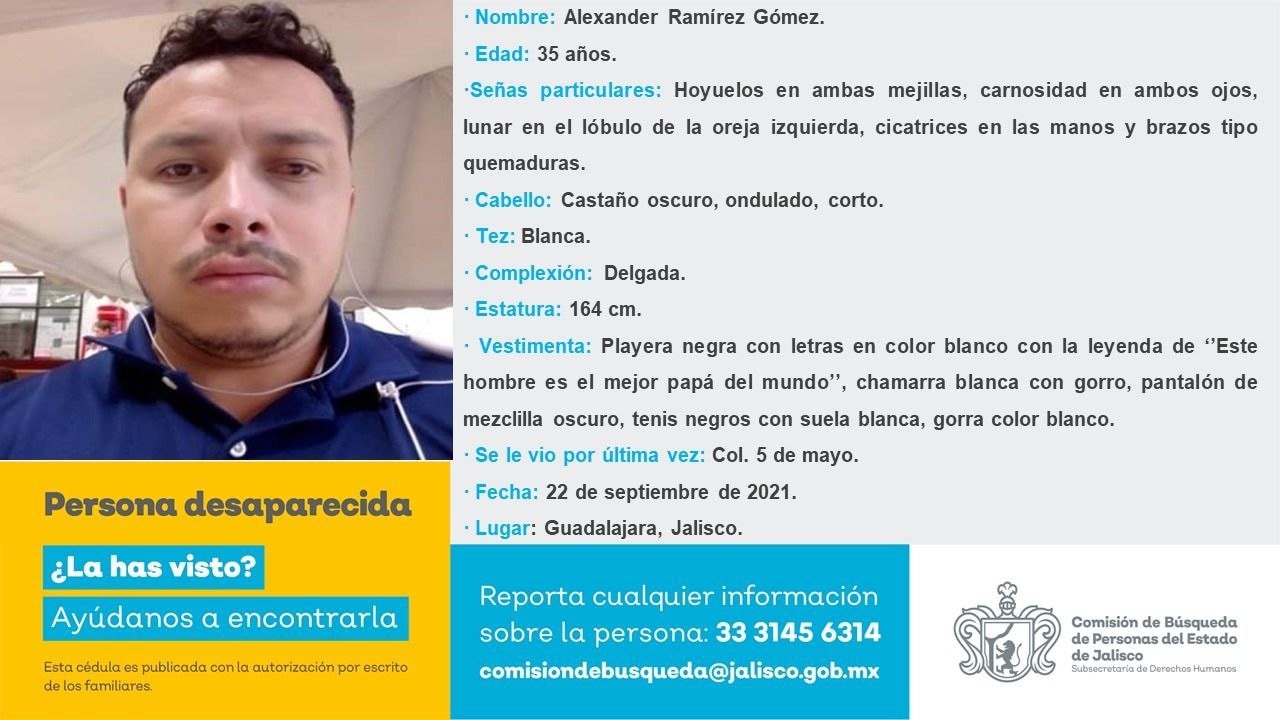 · Nombre: Alexander Ramírez Gómez.
· Edad: 35 años.
·Señas particulares: Hoyuelos en ambas mejillas, carnosidad en ambos ojos,
lunar en el lóbulo de la oreja izquierda, cicatrices en las manos y brazos tipo
quemaduras.
· Cabello: Castaño oscuro, ondulado, corto.
· Tez: Blanca.
· Complexión: Delgada.
· Estatura: 164 cm.
· Vestimenta: Playera negra con letras en color blanco con la leyenda de ‘’Este
hombre es el mejor papá del mundo’’, chamarra blanca con gorro, pantalón de
mezclilla oscuro, tenis negros con suela blanca, gorra color blanco.
· Se le vio por última vez: Col. 5 de mayo.
· Fecha: 22 de septiembre de 2021.
· Lugar: Guadalajara, Jalisco.
Persona desaparecida
¿La has visto?
Ayúdanos a encontrarla
Esta cédula es publicada con la autorización por escrito
de los familiares.
Reporta cualquier información
sobre la persona: 33 3145 6314
comisiondebusqueda@jalisco.gob.mx
Comisión de Búsqueda
de Personas del Estado
de Jalisco
Subsecretaría de Derechos Humanos